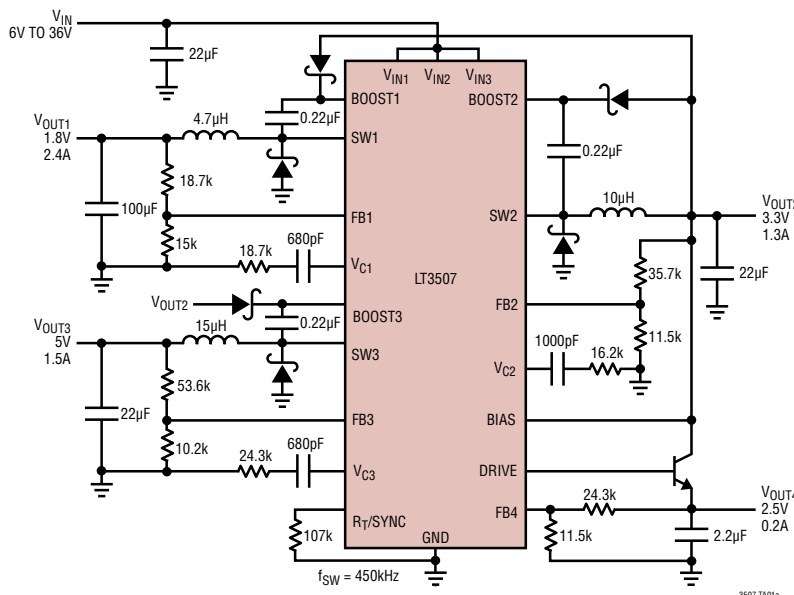 VIN
6V TO 36V
22µF
VIN1
VIN2
VIN3
BOOST1
BOOST2
0.22µF
4.7µH
VOUT1
1.8V
2.4A
SW1
0.22µF
18.7k
100µF
10µH
SW2
VOUT2
3.3V
1.3A
FB1
15k
18.7k
680pF
VC1
LT3507
35.7k
22µF
VOUT2
BOOST3
0.22µF
FB2
11.5k
VOUT3
5V
1.5A
15µH
SW3
1000pF
16.2k
VC2
53.6k
22µF
FB3
BIAS
10.2k
24.3k
680pF
VC3
DRIVE
24.3k
VOUT4
2.5V
0.2A
FB4
RT/SYNC
107k
11.5k
2.2µF
GND
fSW = 450kHz
3507 TA01a